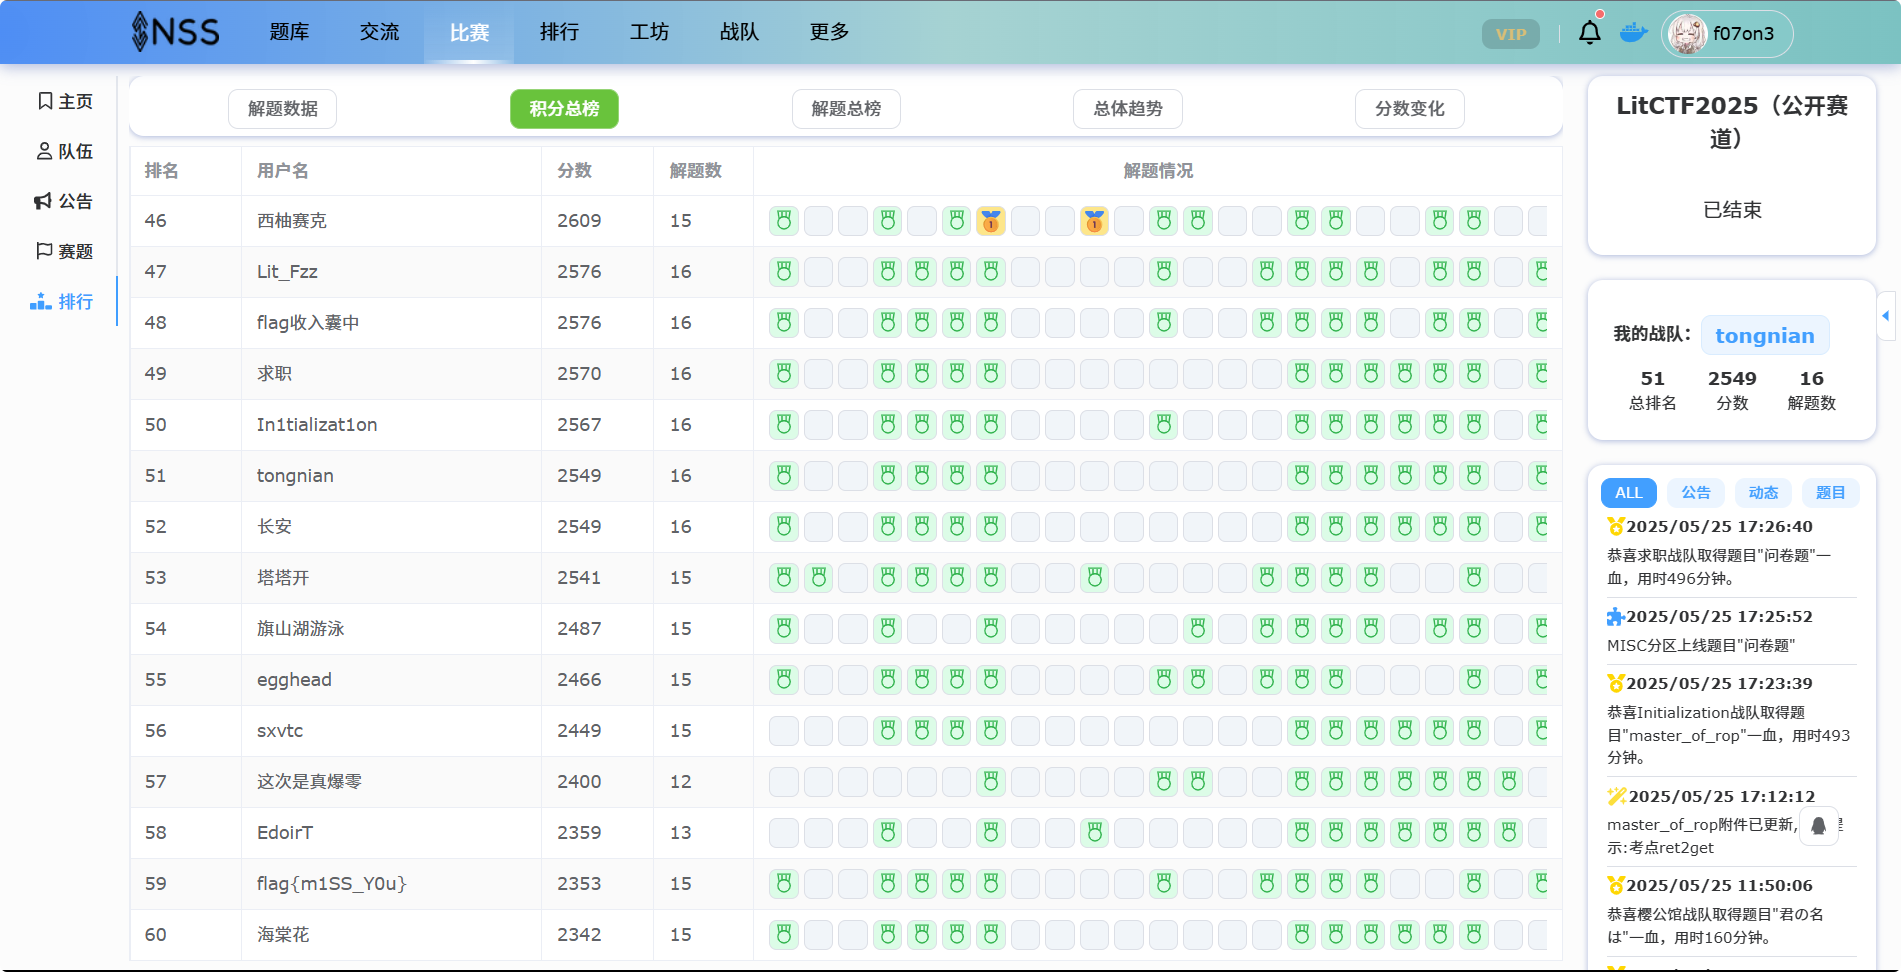 NSS
题库 交流 比赛 排行 工坊 战队 更多
VIP f07on3
主页
队伍
公告
赛题
排行
解题数据 积分总榜 解题总榜 总体趋势 分数变化
排名 用户名 分数 解题数 解题情况
46 西柚赛克 2609 15
47 Lit_Fzz 2576 16
48 flag收入囊中 2576 16
49 求职 2570 16
50 In1tializat1on 2567 16
51 tongnian 2549 16
52 长安 2549 16
53 塔塔开 2541 15
54 旗山湖游泳 2487 15
55 egghead 2466 15
56 sxvtc 2449 15
57 这次是真爆零 2400 12
58 EdoirT 2359 13
59 flag{m1SS_Y0u} 2353 15
60 海棠花 2342 15
LitCTF2025（公开赛
道）
已结束
我的战队： tongnian
51 2549 16
总排名 分数 解题数
ALL 公告 动态 题目
2025/05/25 17:26:40
恭喜求职战队取得题目"问卷题"一
血，用时496分钟。
2025/05/25 17:25:52
MISC分区上线题目"问卷题"
2025/05/25 17:23:39
恭喜Initialization战队取得题
目"master_of_rop"一血，用时493
分钟。
2025/05/25 17:12:12
master_of_rop附件已更新,
示:考点ret2get
2025/05/25 11:50:06
恭喜樱公馆战队取得题目"君の名
は"一血，用时160分钟。